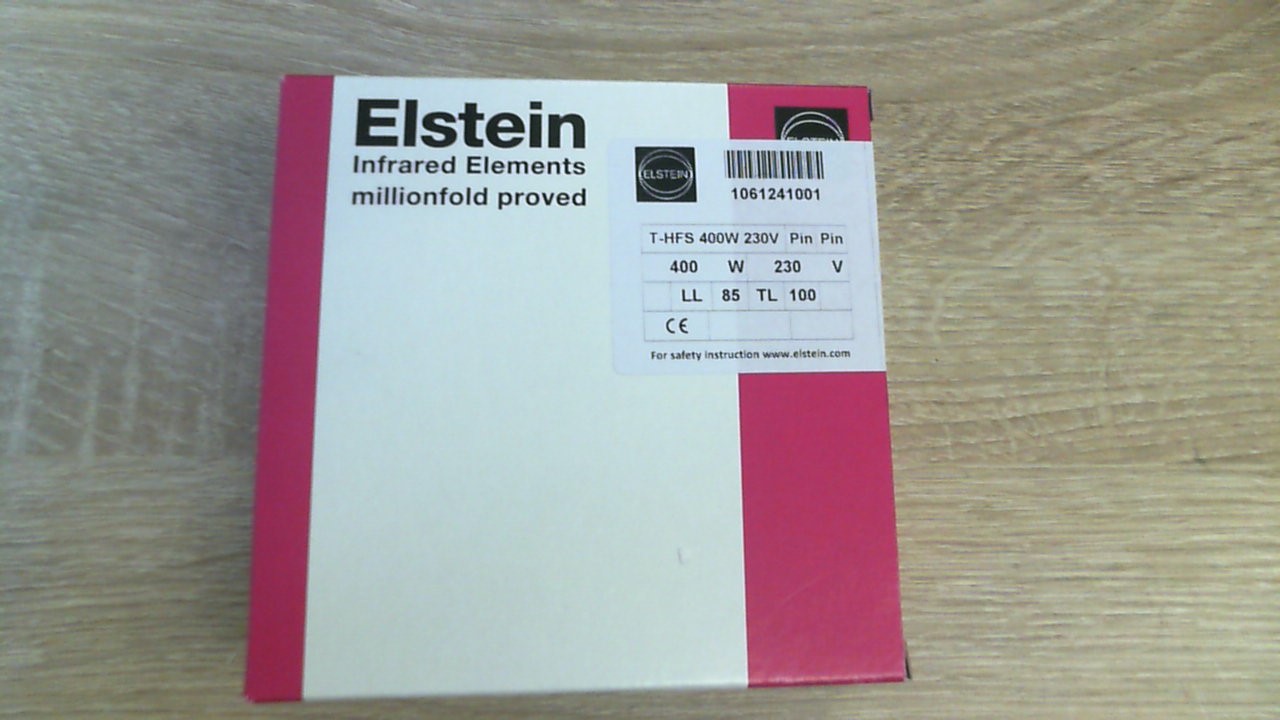 Elstein
Infrared Elements
millionfold proved
ELSTEIN
ELSTEIN
1061241001
T-HFS 400W 230V Pin Pin
400 W 230 V
LL 85 TL 100
CE
For safety instruction www.elstein.com